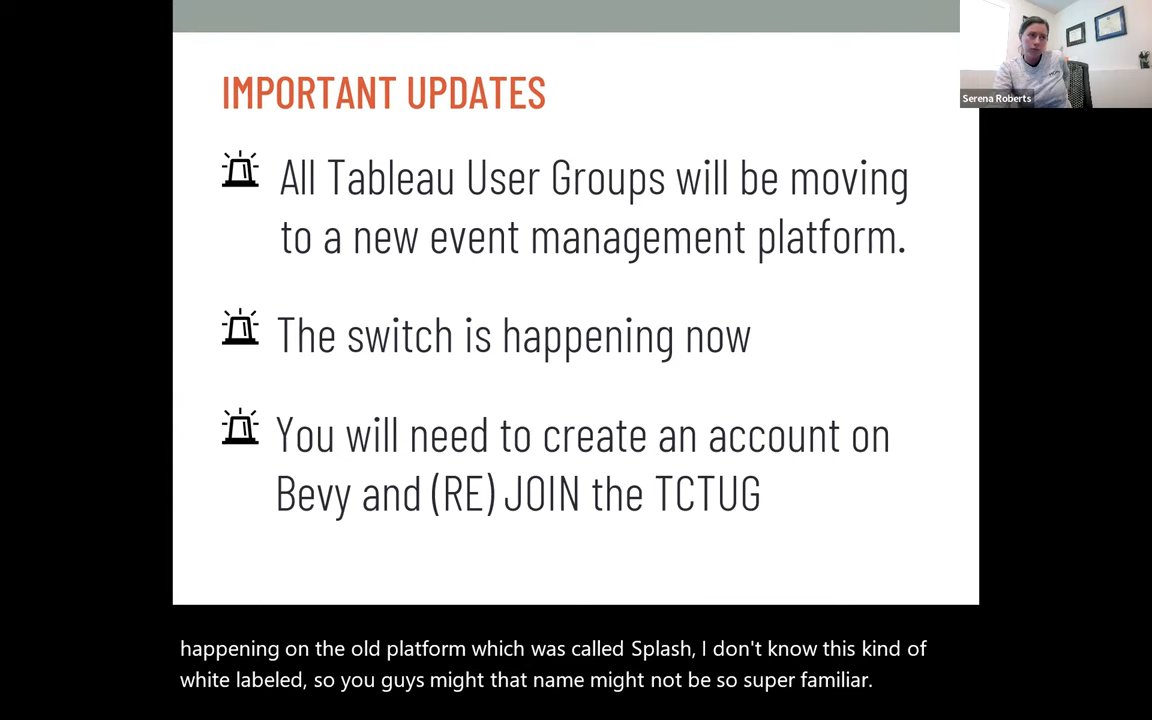 IMPORTANT UPDATES
All Tableau User Groups will be moving
to a new event management platform.
The switch is happening now
You will need to create an account on
Bevy and (RE) JOIN the TCTUG
Serena Roberts
happening on the old platform which was called Splash, I don't know this kind of
white labeled, so you guys might that name might not be so super familiar.